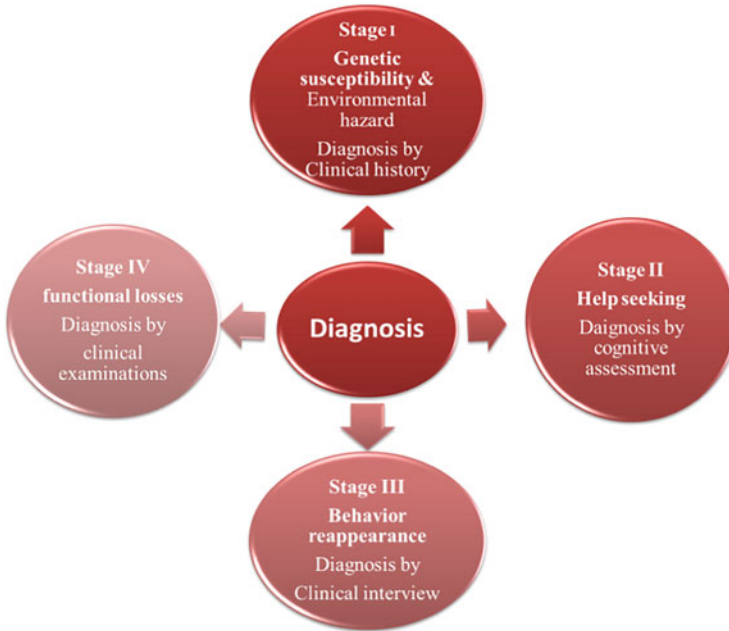 Stage I
Genetic
susceptibility &
Environmental
hazard
Diagnosis by
Clinical history
Stage IV
functional losses
Diagnosis by
clinical
examinations
Diagnosis
Stage II
Help seeking
Daignosis by
cognitive
assessment
Stage III
Behavior
reappearance
Diagnosis by
Clinical interview